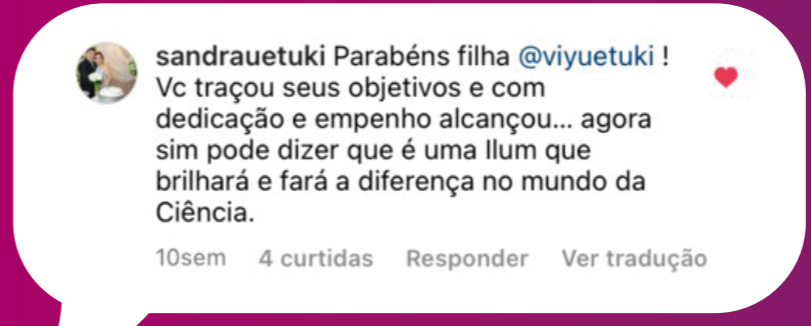 sandrauetuki Parabéns filha @viyuetuki !
Vc traçou seus objetivos e com
dedicação e empenho alcançou... agora
sim pode dizer que é uma Ilum que
brilhará e fará a diferença no mundo da
Ciência.
10sem 4 curtidas Responder Ver tradução